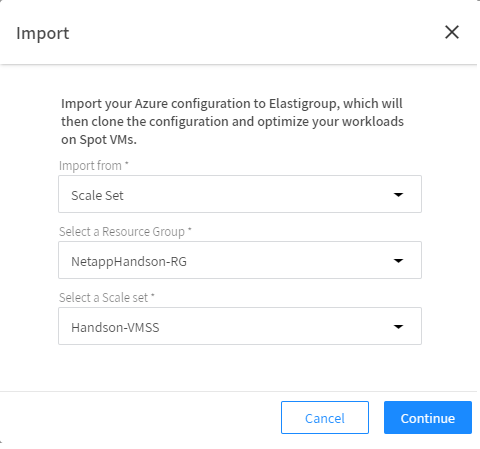 Import
Import your Azure configuration to Elastigroup, which will
then clone the configuration and optimize your workloads
on Spot VMs.
Import from *
Scale Set
Select a Resource Group *
NetappHandson-RG
Select a Scale set *
Handson-VMSS
Cancel
Continue